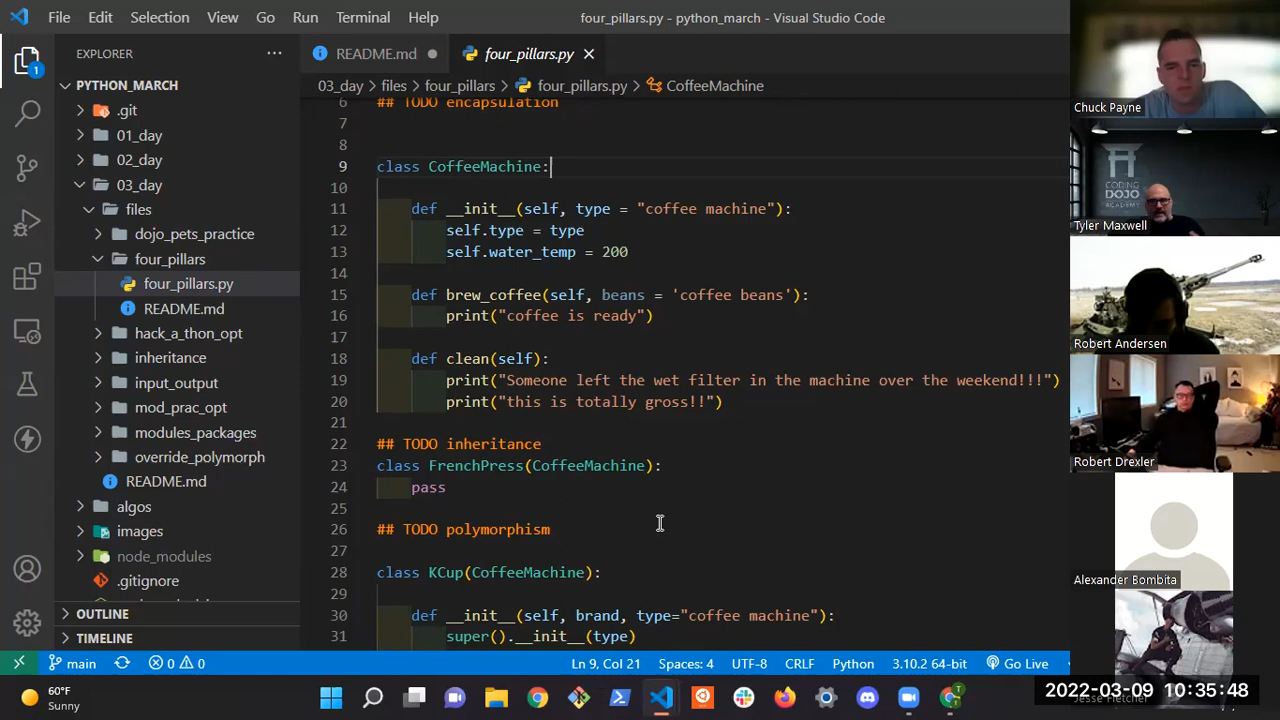 File Edit Selection View Go Run Terminal Help
four_pillars.py - python_march - Visual Studio Code
EXPLORER
PYTHON_MARCH
.git
01_day
02_day
03_day
files
dojo_pets_practice
four_pillars
four_pillars.py
README.md
hack_a_thon_opt
inheritance
input_output
mod_prac_opt
modules_packages
override_polymorph
README.md
algos
images
node_modules
.gitignore
OUTLINE
TIMELINE
1
README.md four_pillars.py
03_day > files > four_pillars > four_pillars.py > CoffeeMachine
6 ## TODO encapsulation
7
8
9 class CoffeeMachine:
10
11 def __init__(self, type = "coffee machine"):
12 self.type = type
13 self.water_temp = 200
14
15 def brew_coffee(self, beans = 'coffee beans'):
16 print("coffee is ready")
17
18 def clean(self):
19 print("Someone left the wet filter in the machine over the weekend!!!")
20 print("this is totally gross!!")
21
22 ## TODO inheritance
23 class FrenchPress(CoffeeMachine):
24 pass
25
26 ## TODO polymorphism
27
28 class KCup(CoffeeMachine):
29
30 def __init__(self, brand, type="coffee machine"):
31 super().__init__(type)
Chuck Payne
CODING
DOJO
ACADEMY
Tyler Maxwell
Robert Andersen
Robert Drexler
Alexander Bombita
Jesse Fletcher
main 0 0 Ln 9, Col 21 Spaces: 4 UTF-8 CRLF Python 3.10.2 64-bit Go Live
60°F
Sunny
T
2022-03-09 10:35:48